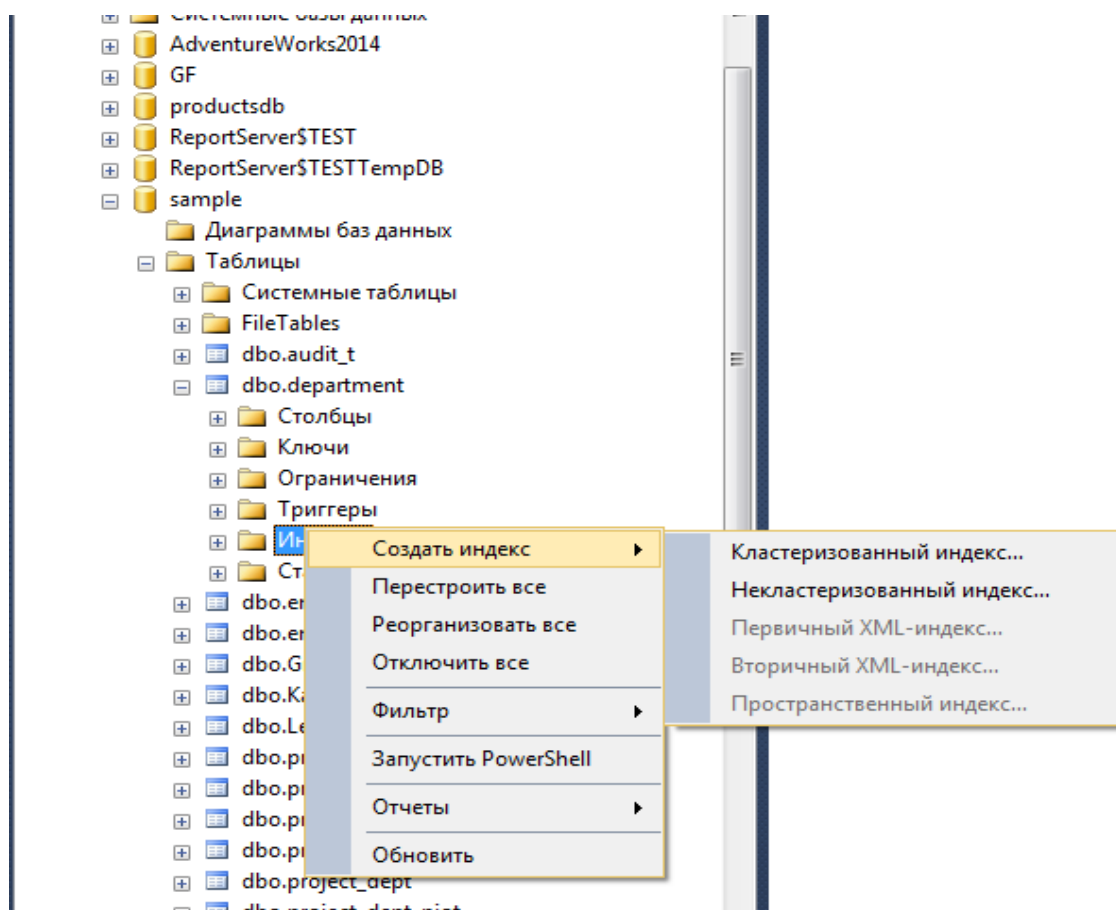 Системные базы данных
AdventureWorks2014
GF
productsdb
ReportServer$TEST
ReportServer$TESTTempDB
sample
Диаграммы баз данных
Таблицы
Системные таблицы
FileTables
dbo.audit_t
dbo.department
Столбцы
Ключи
Ограничения
Триггеры
Создать индекс
Перестроить все
Реорганизовать все
Отключить все
Фильтр
Запустить PowerShell
Отчеты
Обновить
Кластеризованный индекс...
Некластеризованный индекс...
Первичный XML-индекс...
Вторичный XML-индекс...
Пространственный индекс...
dbo.project_dept